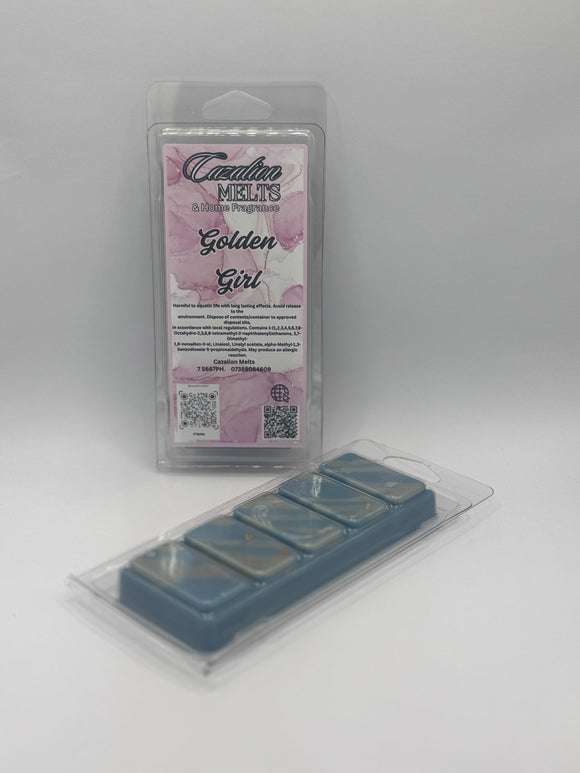 Cazalion
MELTS
& Home Fragrance
Golden
Girl
Harmful to aquatic life with long lasting effects. Avoid release
to the
environment. Dispose of contents/container to approved
disposal site,
in accordance with local regulations. Contains 1-(1,2,3,4,5,6,7,8-
Octahydro-2,3,8,8-tetramethyl-2-naphthalenyl)ethanone, 3,7-
Dimethyl-
1,6-nonadien-3-ol, Linalool, Linalyl acetate, alpha-Methyl-1,3-
benzodioxole-5-propionaldehyde. May produce an allergic
reaction.
Cazalion Melts
7 S667PH. 07359084609